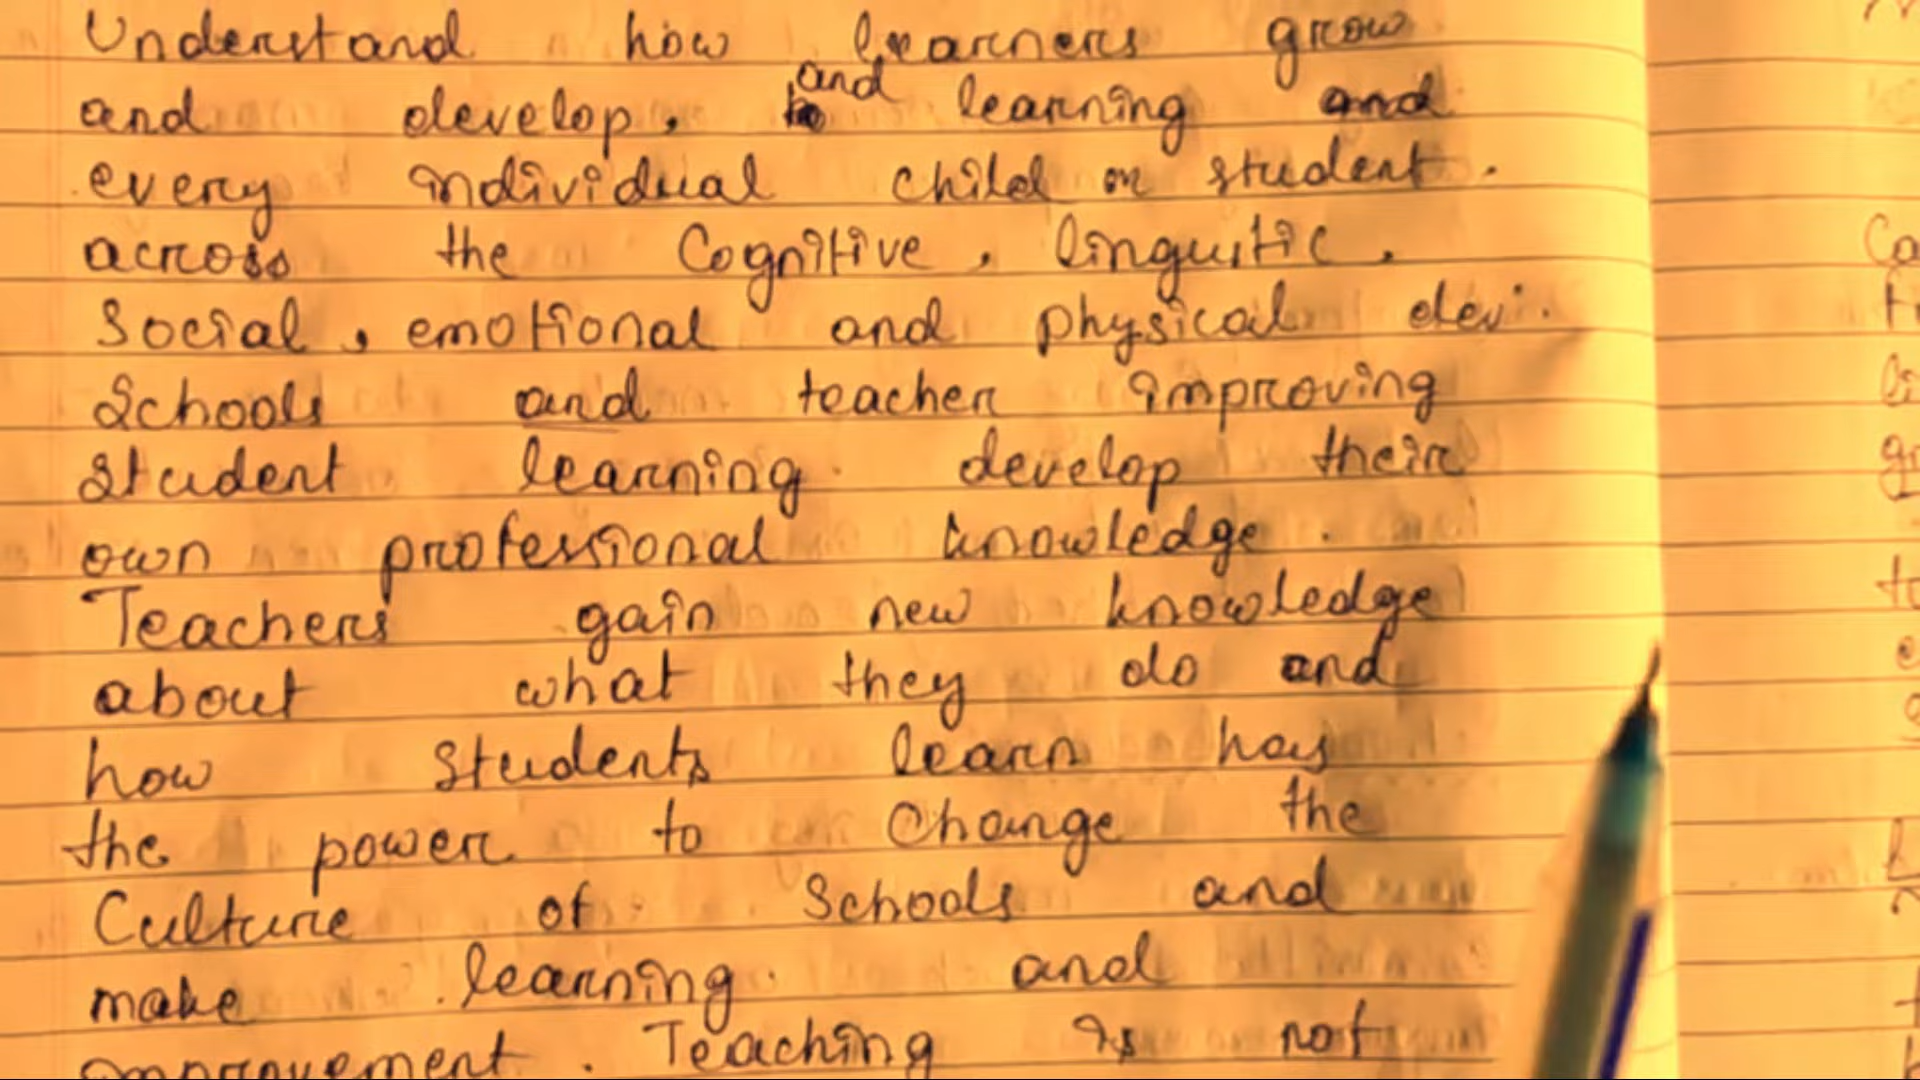 Understand how learners grow
and develop, and learning and
every individual child or student.
across the Cognitive, linguistic,
Social, emotional and physical dev.
Schools and teacher improving
Student learning. develop their
own professional knowledge.
Teachers gain new knowledge
about what they do and
how Students learn has
the power to Change the
Culture of Schools and
make learning and
improvement. Teaching is not